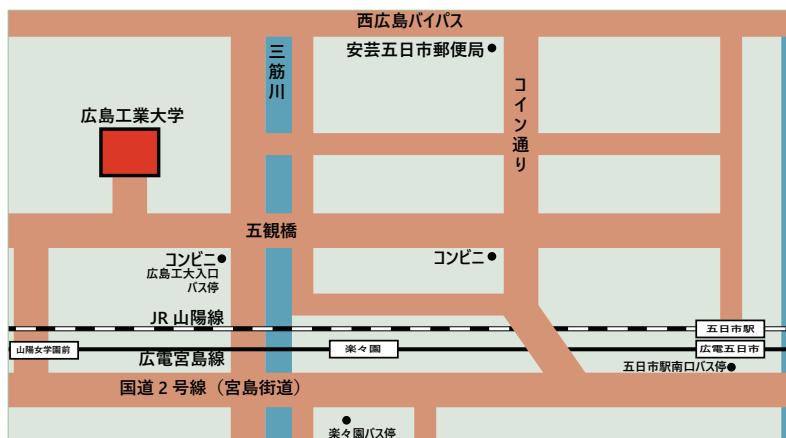 西広島バイパス
三筋川
安芸五日市郵便局
コイン通り
広島工業大学
五観橋
コンビニ
広島工大入口
バス停
コンビニ
JR 山陽線
五日市駅
山陽女学園前
広電宮島線
楽々園
広電五日市
五日市駅南口バス停
国道 2 号線（宮島街道）
楽々園バス停